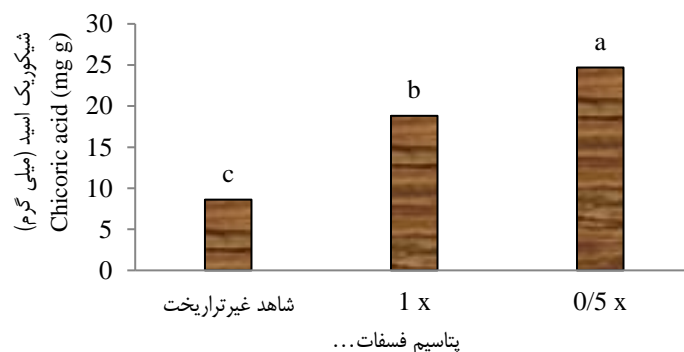 شیکوریک اسید (میلی گرم)
Chicoric acid (mg g)
30
25
20
15
10
5
0
c
b
a
شاهد غیرتراریخت
1 x
0/5 x
پتاسیم فسفات...